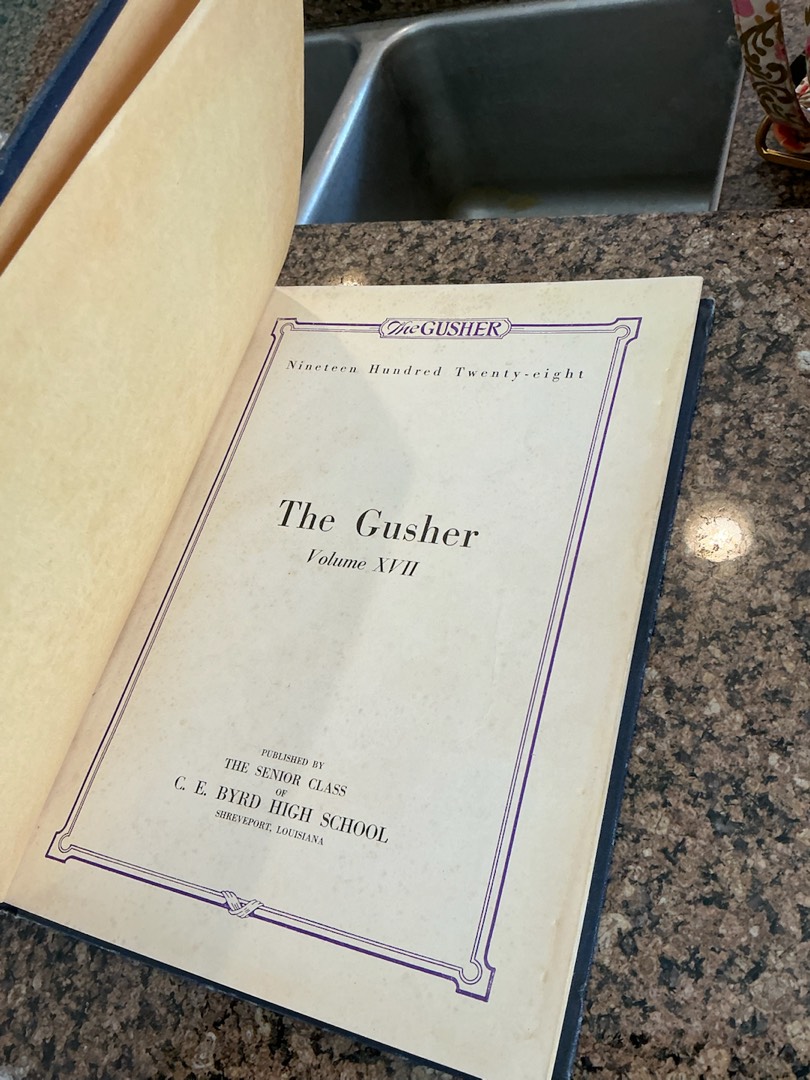 The GUSHER
Nineteen Hundred Twenty-eight
The Gusher
Volume XVII
PUBLISHED BY
THE SENIOR CLASS
OF
C. E. BYRD HIGH SCHOOL
SHREVEPORT, LOUISIANA